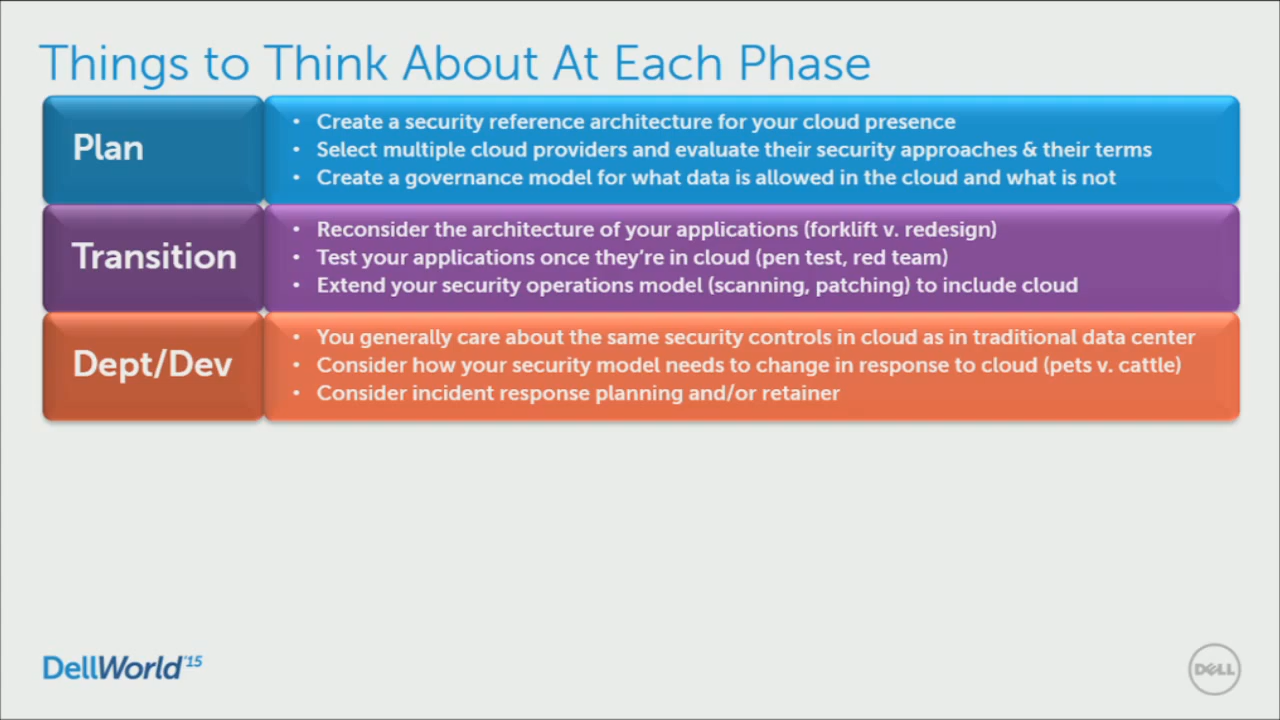 Things to Think About At Each Phase
Plan
• Create a security reference architecture for your cloud presence
• Select multiple cloud providers and evaluate their security approaches & their terms
• Create a governance model for what data is allowed in the cloud and what is not
Transition
• Reconsider the architecture of your applications (forklift v. redesign)
• Test your applications once they’re in cloud (pen test, red team)
• Extend your security operations model (scanning, patching) to include cloud
Dept/Dev
• You generally care about the same security controls in cloud as in traditional data center
• Consider how your security model needs to change in response to cloud (pets v. cattle)
• Consider incident response planning and/or retainer
DellWorld'15
DELL